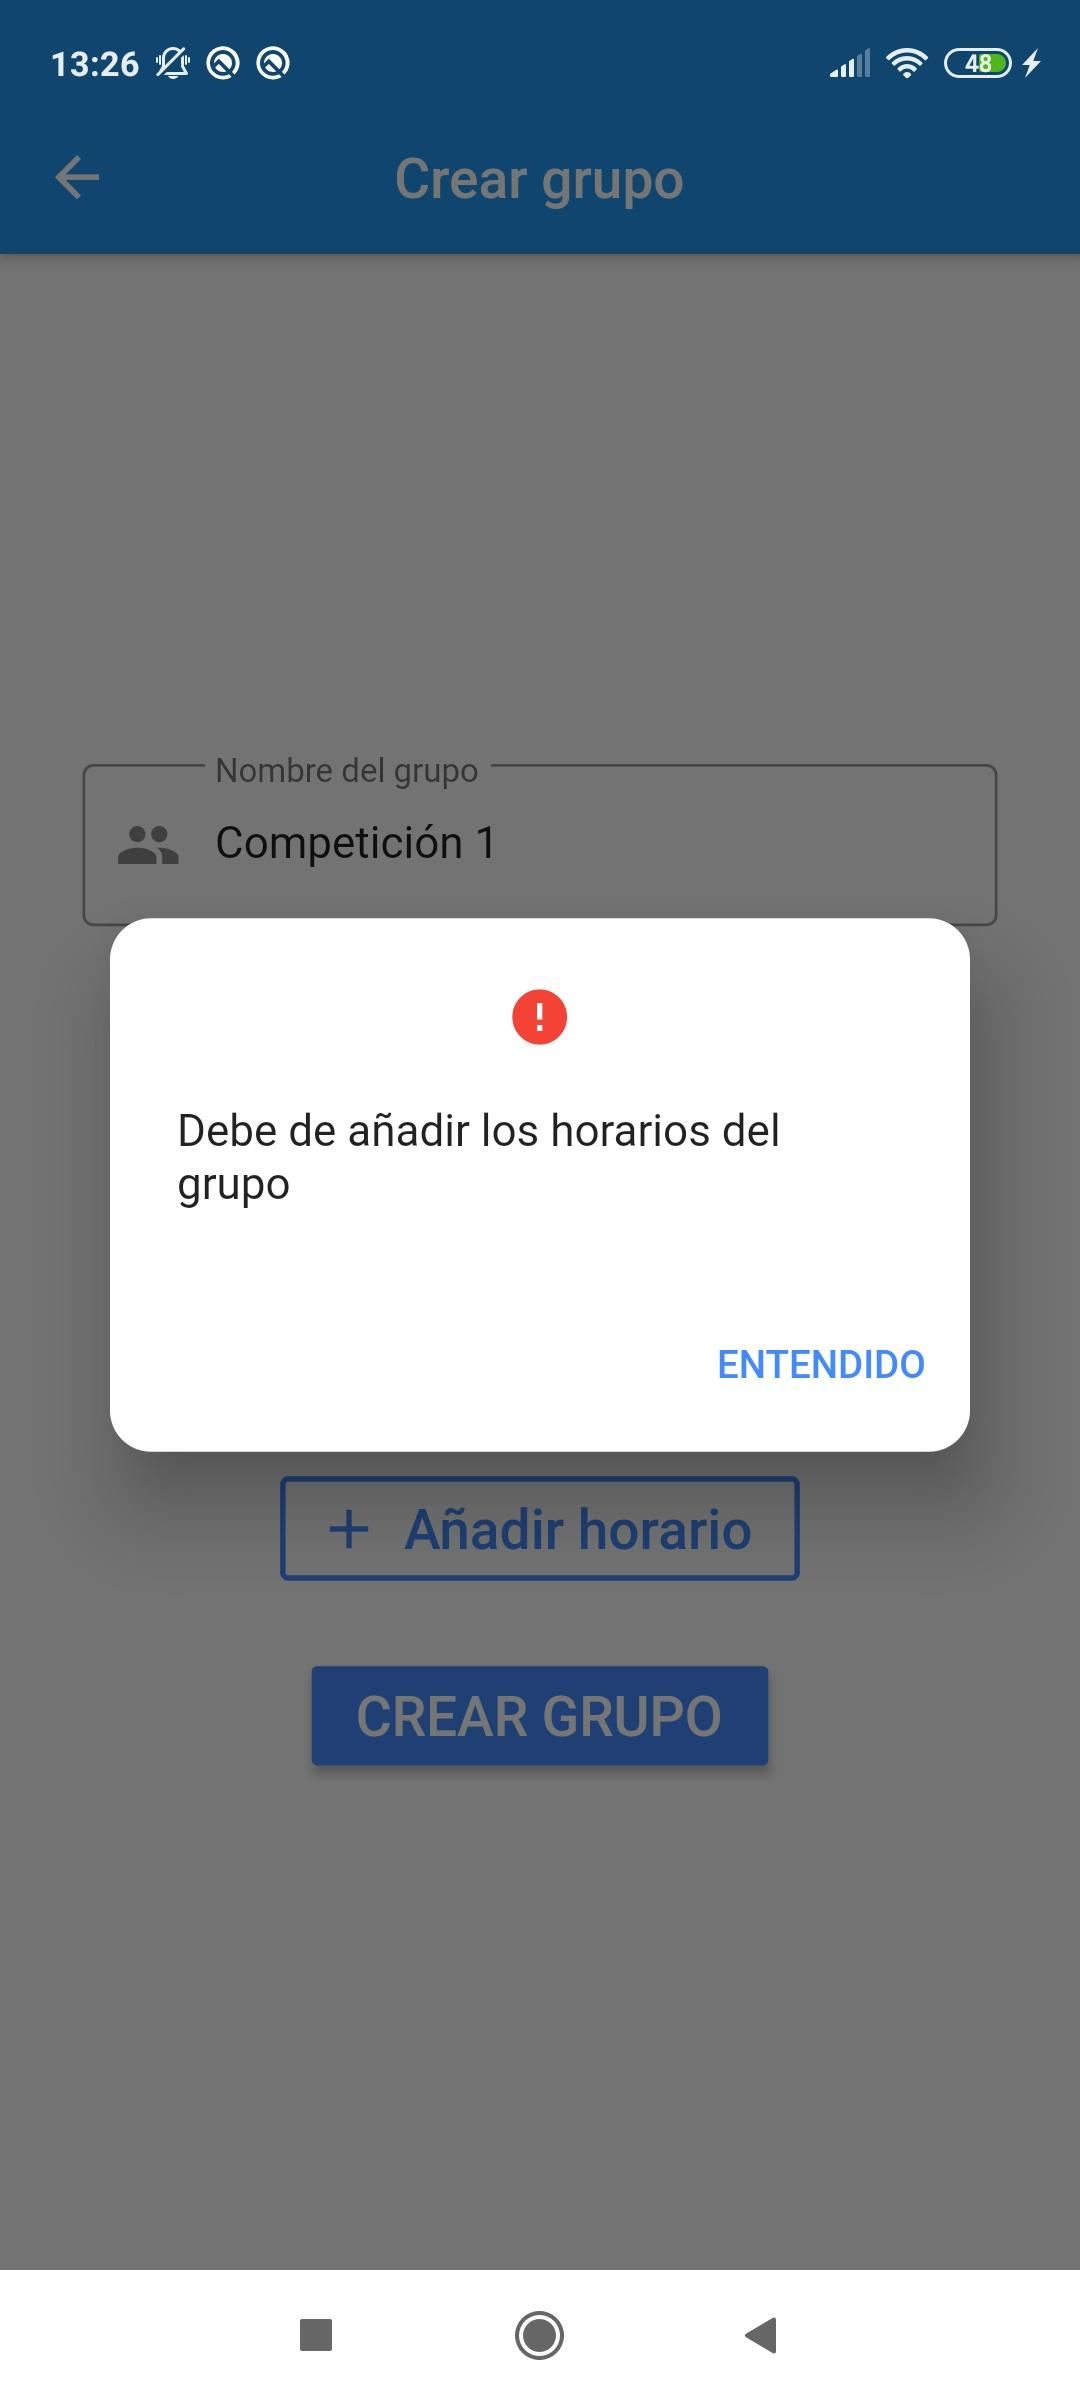 13:26
48
Crear grupo
Nombre del grupo
Competición 1
Debe de añadir los horarios del
grupo
ENTENDIDO
Añadir horario
CREAR GRUPO